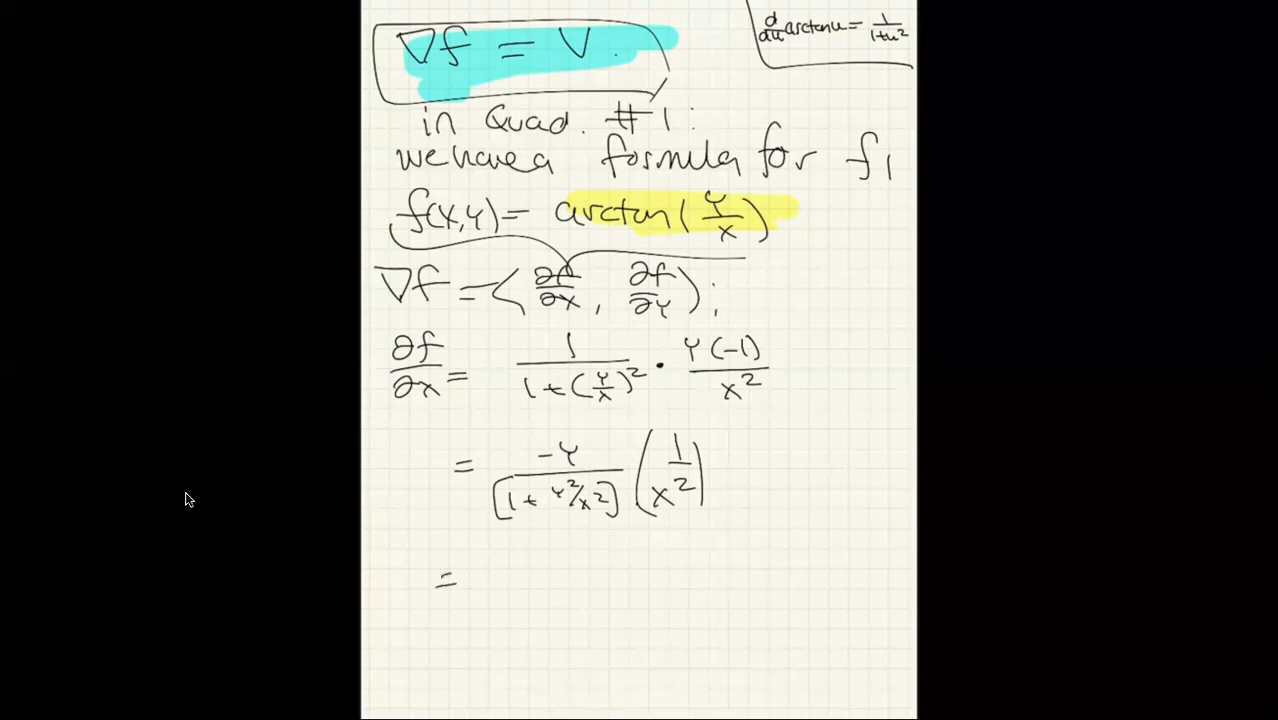 ∇f = V.
d/du arctan u = 1/1+u²
in Quad. #1:
we have a formula for f,
f(x,y) = arctan(y/x)
∇f = ⟨∂f/∂x, ∂f/∂y⟩;
∂f/∂x = 1/1+(y/x)² · y(-1)/x²
= -y/[1+y²/x²] (1/x²)
=